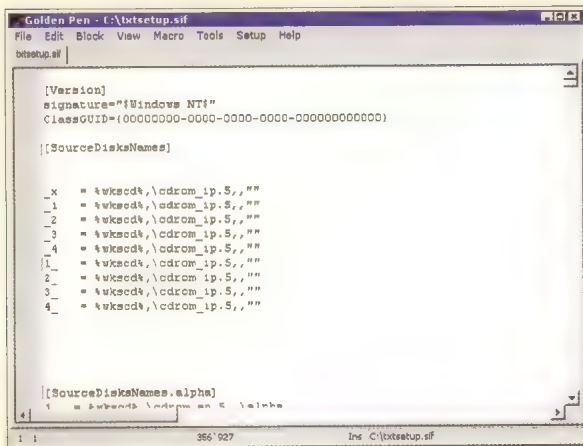 Golden Pen - C:\txtsetup.sif
File Edit Block View Macro Tools Setup Help
txtsetup.sif
[Version]
signature="$Windows NT$"
ClassGUID={00000000-0000-0000-0000-000000000000}
[SourceDisksNames]
_x = %wkscd%,\cdrom_ip.5,,""
_1 = %wkscd%,\cdrom_ip.5,,""
_2 = %wkscd%,\cdrom_ip.5,,""
_3 = %wkscd%,\cdrom_ip.5,,""
_4 = %wkscd%,\cdrom_ip.5,,""
1_ = %wkscd%,\cdrom_ip.5,,""
2_ = %wkscd%,\cdrom_ip.5,,""
3_ = %wkscd%,\cdrom_ip.5,,""
4_ = %wkscd%,\cdrom_ip.5,,""
[SourceDisksNames.alpha]
1 1 356`927 Ins C:\txtsetup.sif